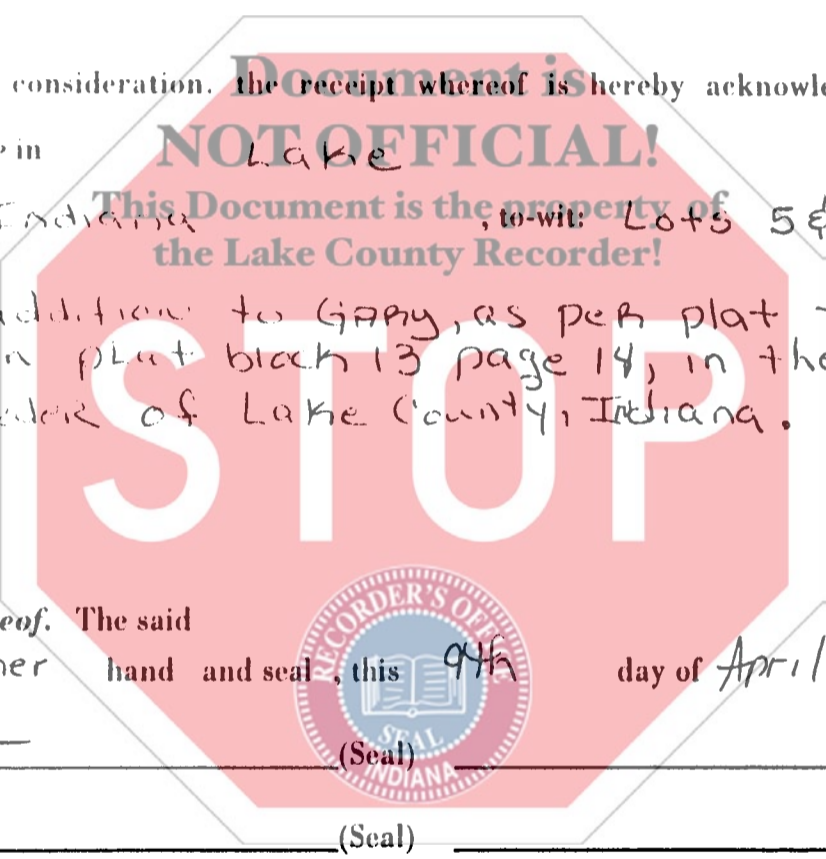 Document is
consideration. the receipt whereof is hereby acknowle
NOT OFFICIAL!
in Lake
This Document is the property of
Indiana , to-wit: Lots 5 &
the Lake County Recorder!
addition to Gary, as per plat
plat block 13 page 14, in the
of Lake County, Indiana.
STOP
eof. The said
her hand and seal , this 9th day of April
RECORDER'S OFFICE
SEAL
INDIANA
(Seal)
(Seal)